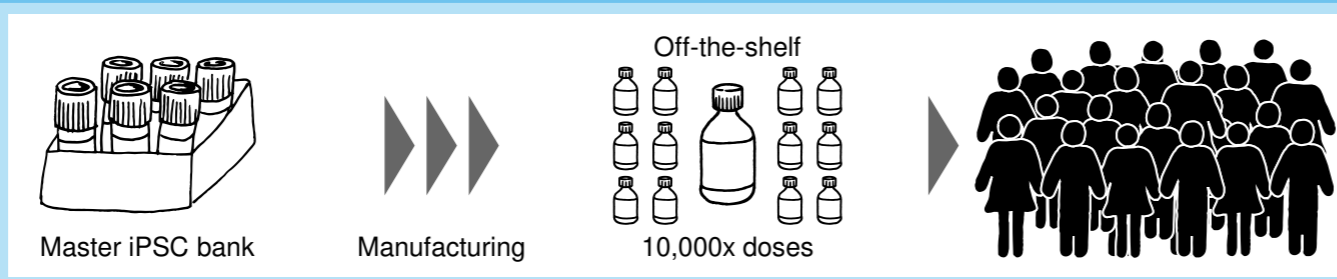 Off-the-shelf
Master iPSC bank
Manufacturing
10,000x doses